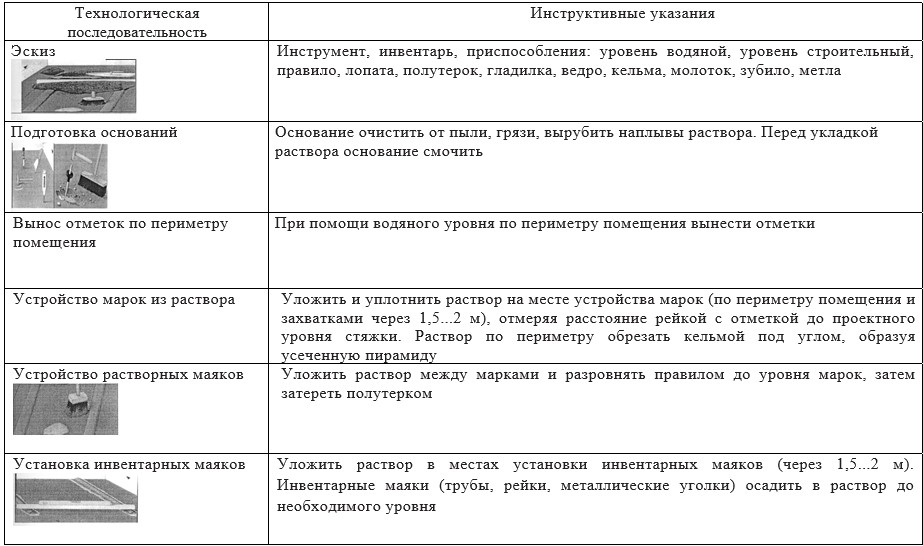 Технологическая
последовательность
Инструктивные указания
Эскиз
Инструмент, инвентарь, приспособления: уровень водяной, уровень строительный,
правило, лопата, полутерок, гладилка, ведро, кельма, молоток, зубило, метла
Подготовка оснований
Основание очистить от пыли, грязи, вырубить наплывы раствора. Перед укладкой
раствора основание смочить
Вынос отметок по периметру
помещения
При помощи водяного уровня по периметру помещения вынести отметки
Устройство марок из раствора
Уложить и уплотнить раствор на месте устройства марок (по периметру помещения и
захватками через 1,5...2 м), отмеряя расстояние рейкой с отметкой до проектного
уровня стяжки. Раствор по периметру обрезать кельмой под углом, образуя
усеченную пирамиду
Устройство растворных маяков
Уложить раствор между марками и разровнять правилом до уровня марок, затем
затереть полутерком
Установка инвентарных маяков
Уложить раствор в местах установки инвентарных маяков (через 1,5...2 м).
Инвентарные маяки (трубы, рейки, металлические уголки) осадить в раствор до
необходимого уровня